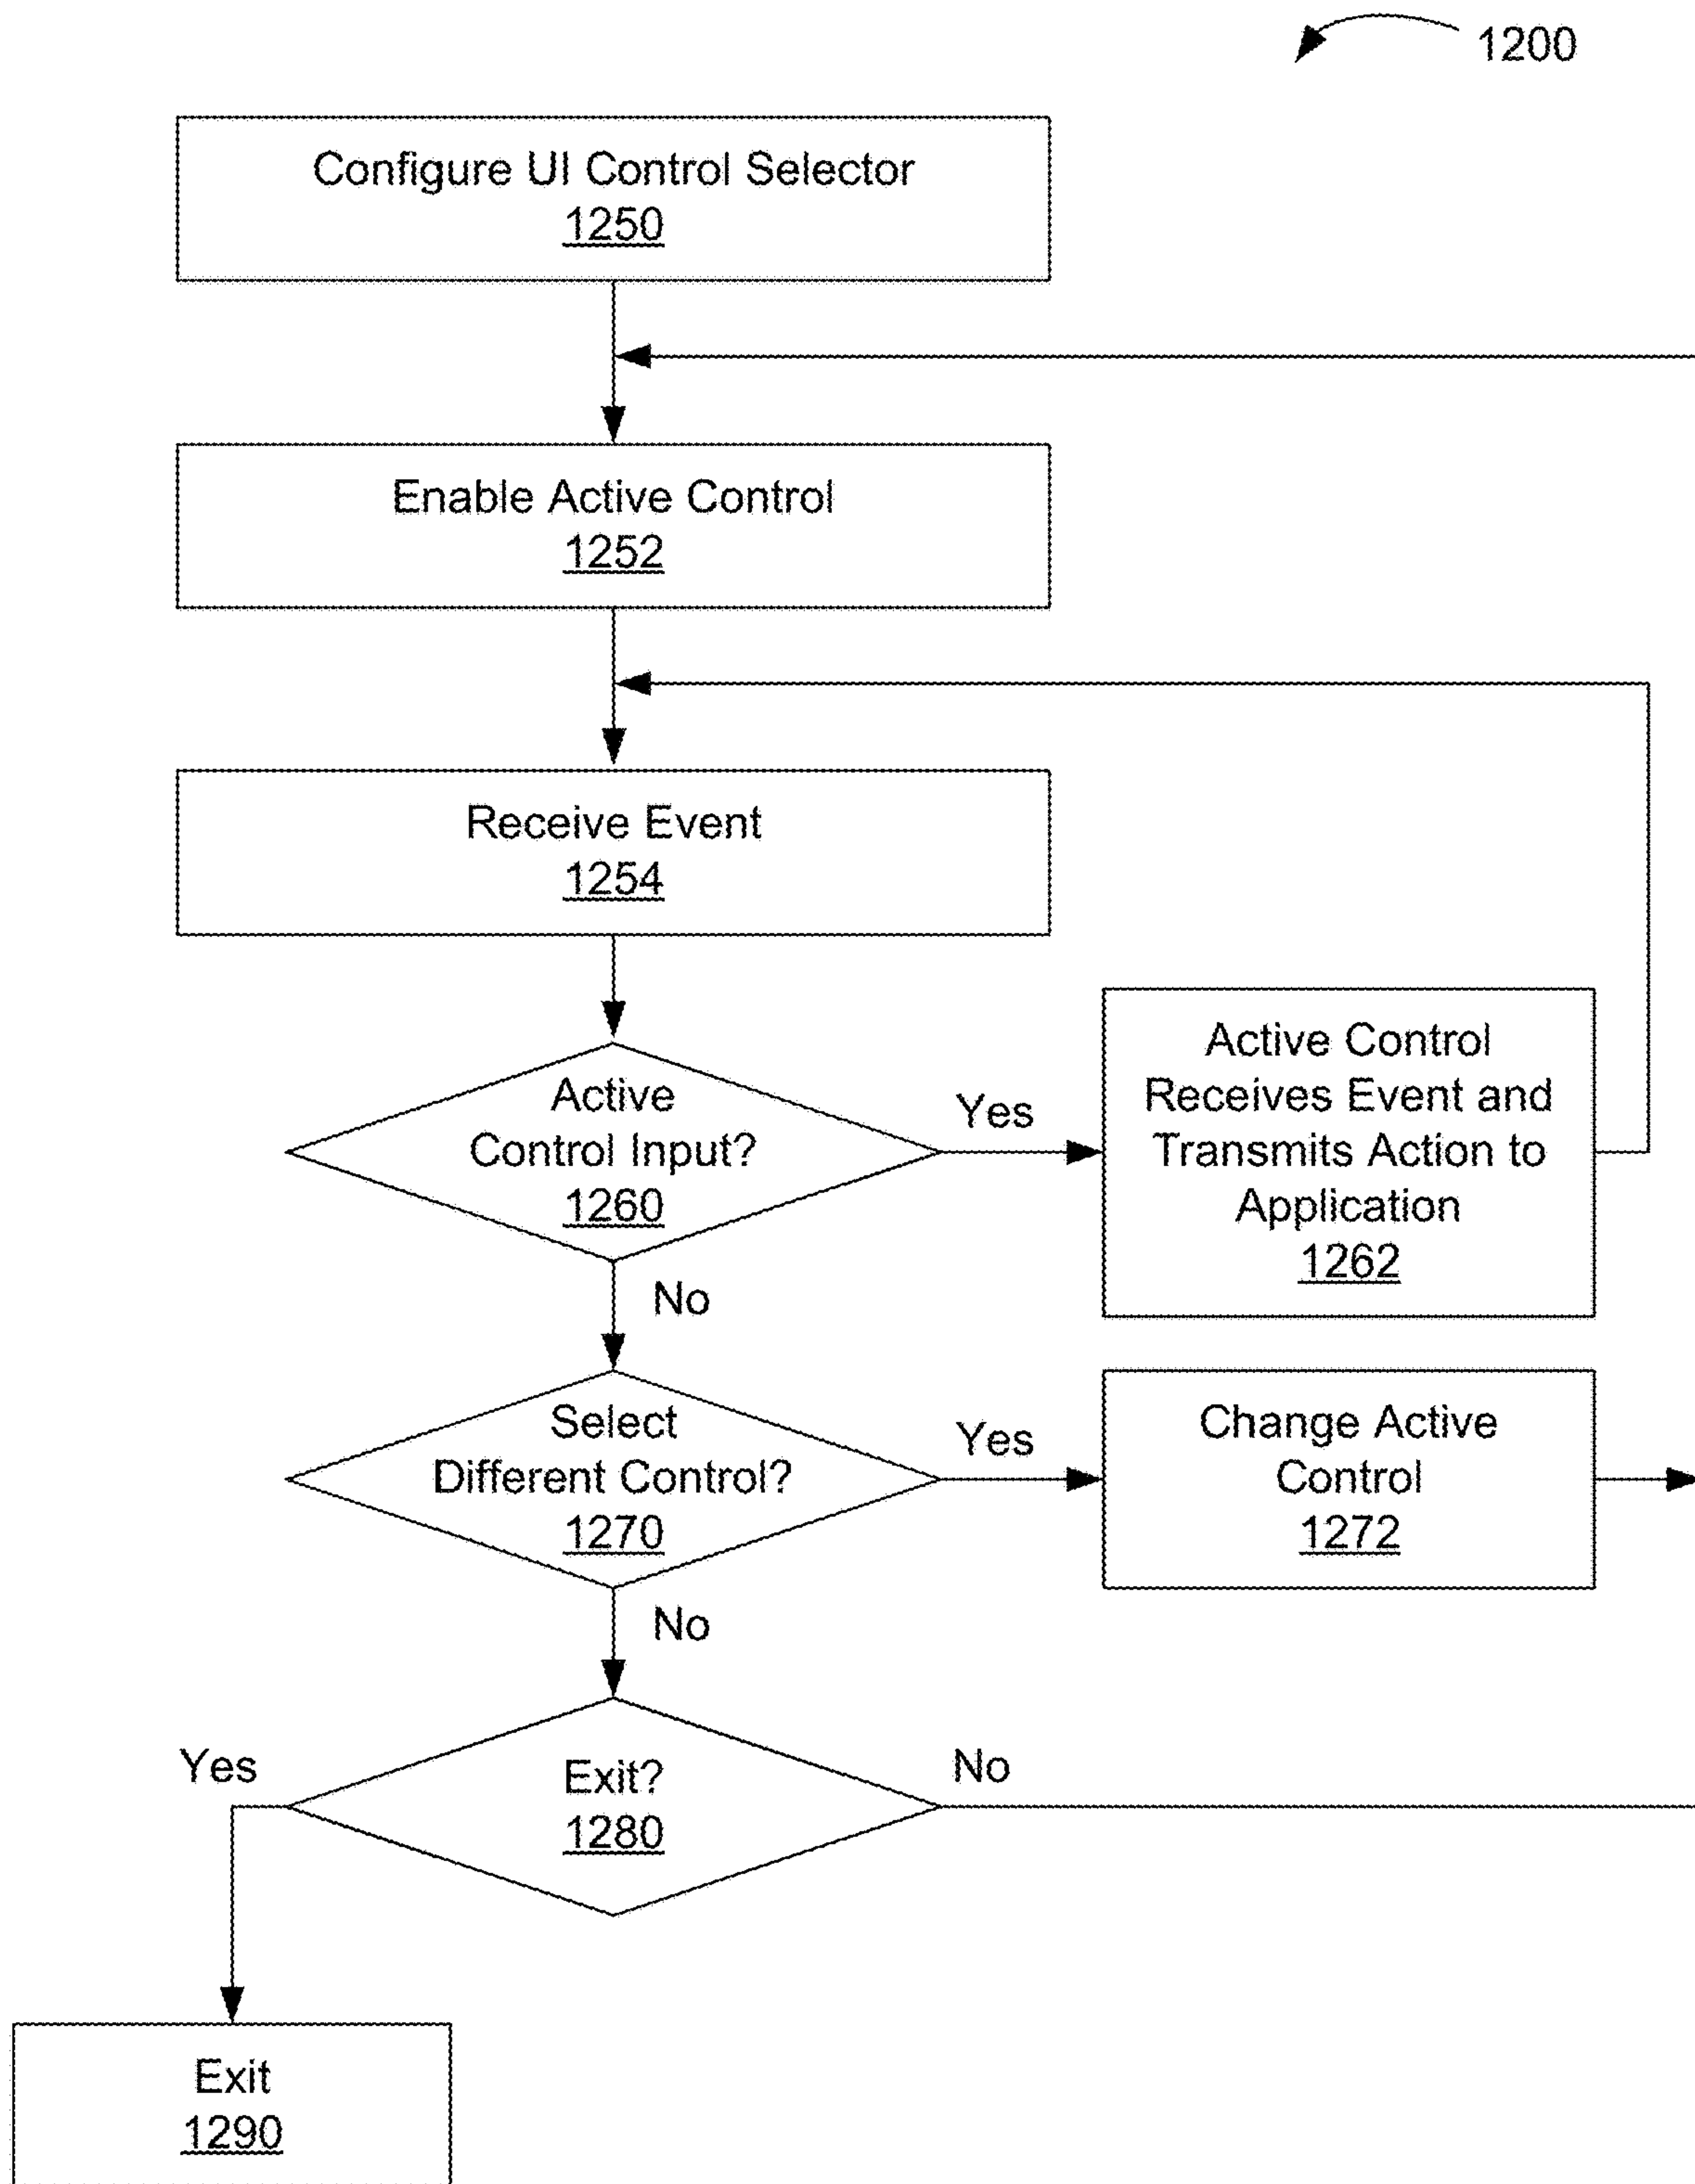 1200
Configure UI Control Selector
1250
Enable Active Control
1252
Receive Event
1254
Active
Control Input?
1260
Yes
Active Control
Receives Event and
Transmits Action to
Application
1262
No
Select
Different Control?
1270
Yes
Change Active
Control
1272
No
Exit?
1280
Yes
No
Exit
1290